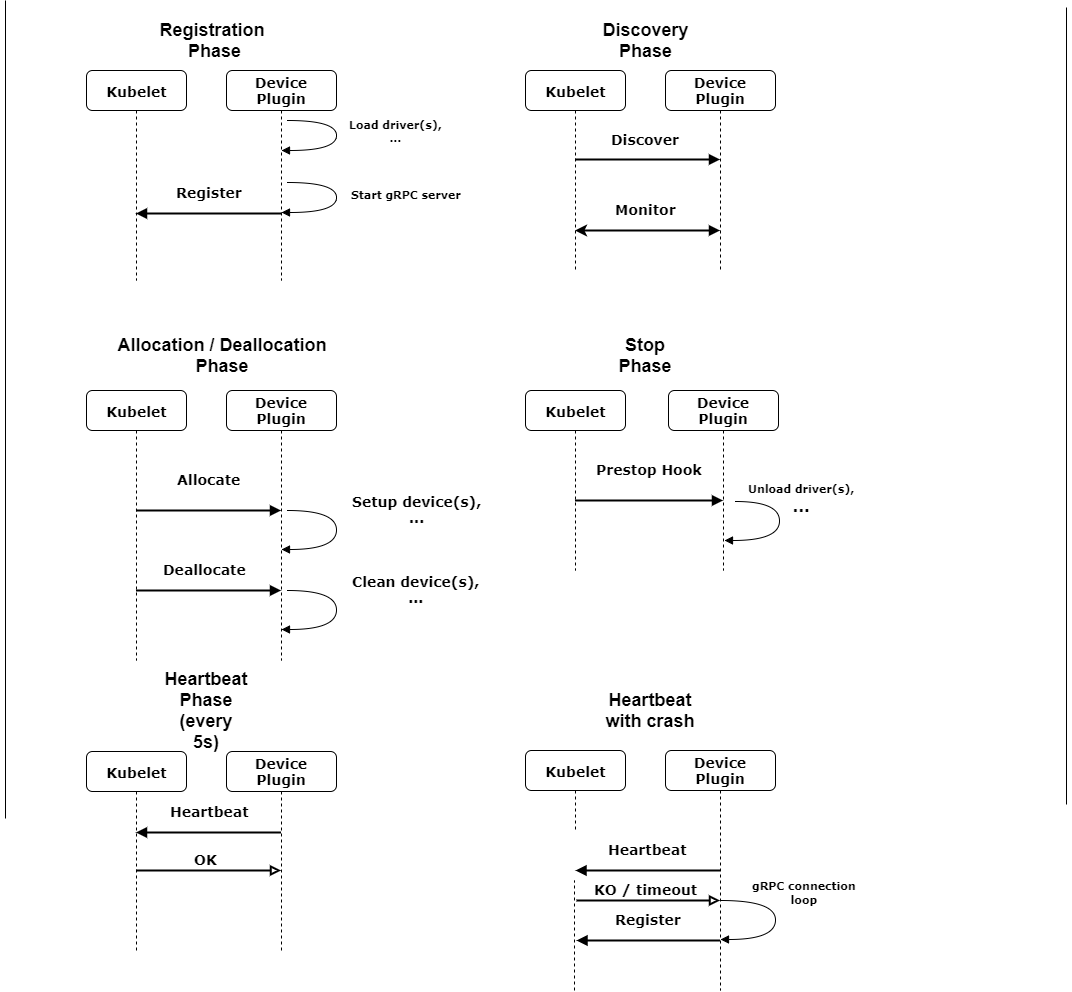 Registration
Phase
Kubelet
Device
Plugin
Load driver(s),
...
Register
Start gRPC server
Discovery
Phase
Kubelet
Device
Plugin
Discover
Monitor
Allocation / Deallocation
Phase
Kubelet
Device
Plugin
Allocate
Setup device(s),
...
Deallocate
Clean device(s),
...
Stop
Phase
Kubelet
Device
Plugin
Prestop Hook
Unload driver(s),
...
Heartbeat
Phase
(every
5s)
Kubelet
Device
Plugin
Heartbeat
OK
Heartbeat
with crash
Kubelet
Device
Plugin
Heartbeat
KO / timeout
gRPC connection
loop
Register